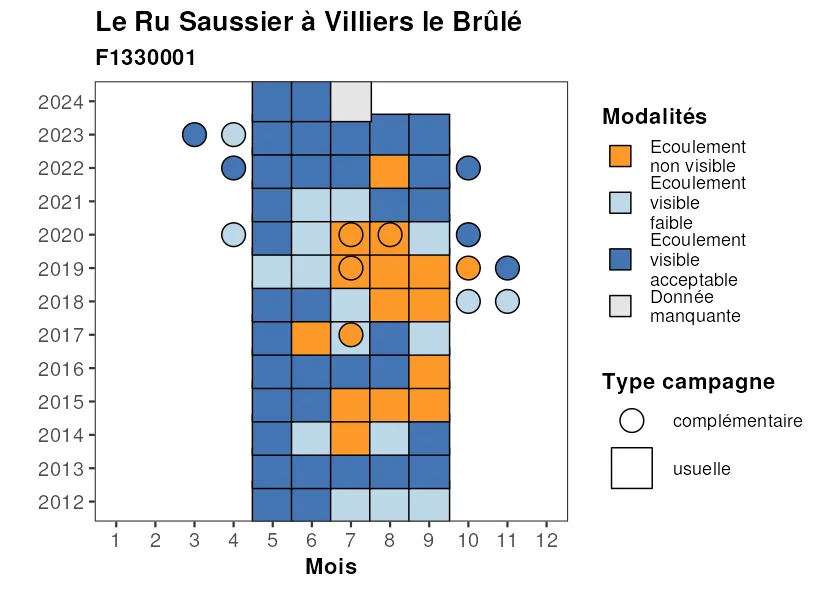 Le Ru Saussier à Villiers le Brûlé
F1330001
2024
2023
2022
2021
2020
2019
2018
2017
2016
2015
2014
2013
2012
1 2 3 4 5 6 7 8 9 10 11 12
Mois
Modalités
Ecoulement
non visible
Ecoulement
visible
faible
Ecoulement
visible
acceptable
Donnée
manquante
Type campagne
complémentaire
usuelle